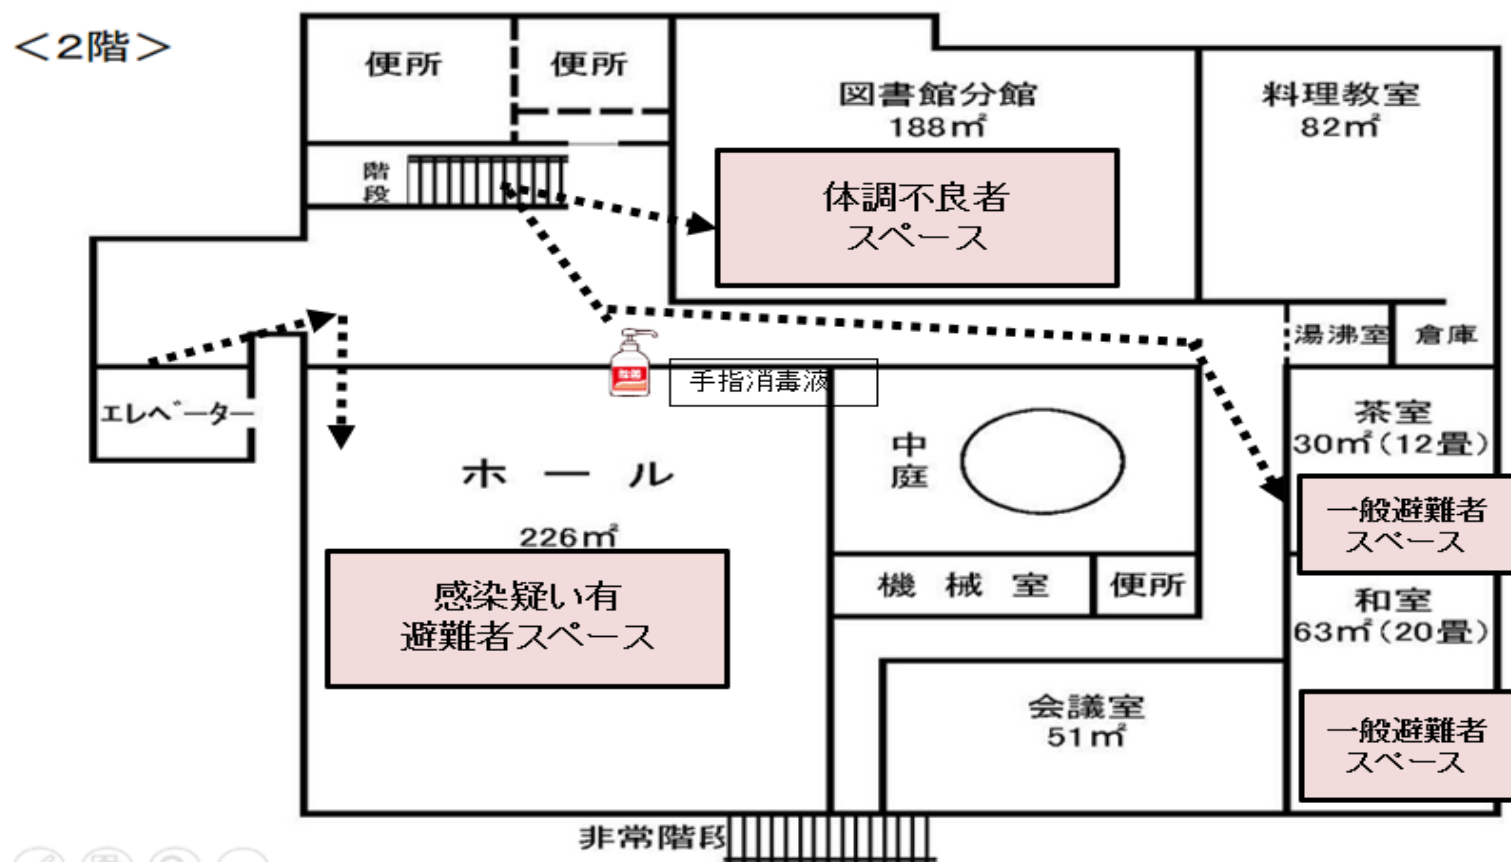 ＜2階＞
便所
便所
図書館分館
188㎡
料理教室
82㎡
階段
体調不良者
スペース
湯沸室
倉庫
除菌
手指消毒液
エレベーター
ホール
226㎡
中庭
茶室
30㎡(12畳)
一般避難者
スペース
感染疑い有
避難者スペース
機械室
便所
和室
63㎡(20畳)
会議室
51㎡
一般避難者
スペース
非常階段